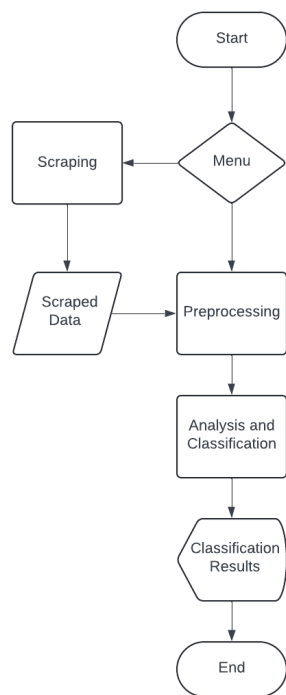 Start
Scraping
Menu
Scraped
Data
Preprocessing
Analysis and
Classification
Classification
Results
End